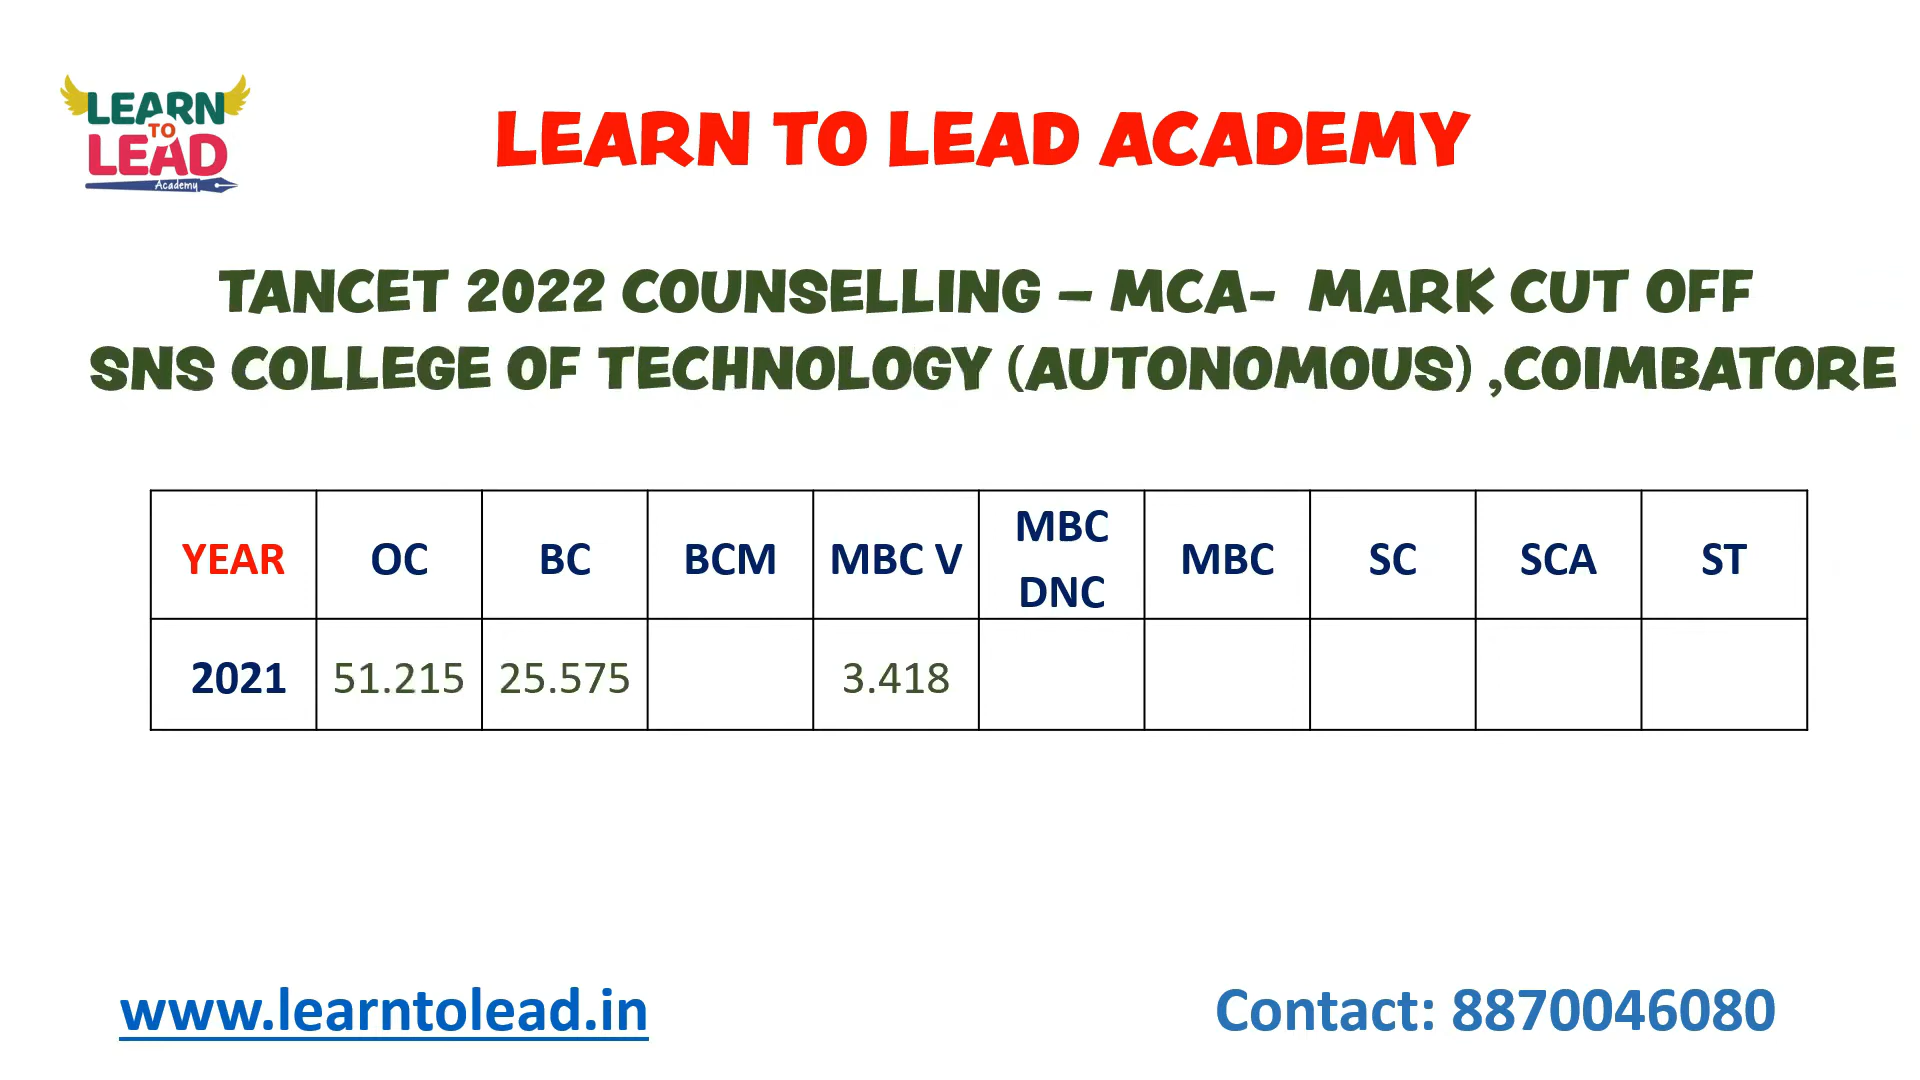 LEARN
TO
LEAD
Academy
LEARN TO LEAD ACADEMY
TANCET 2022 COUNSELLING – MCA- MARK CUT OFF
SNS COLLEGE OF TECHNOLOGY (AUTONOMOUS) ,COIMBATORE
YEAR OC BC BCM MBC V MBC DNC MBC SC SCA ST
2021 51.215 25.575 3.418
www.learntolead.in Contact: 8870046080